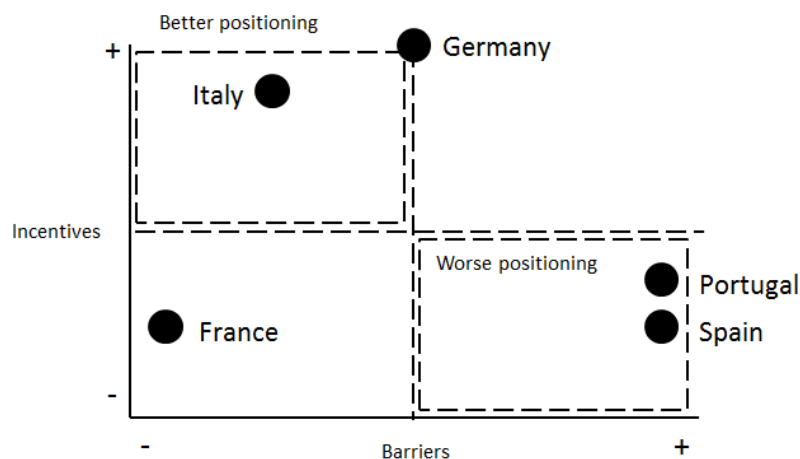 Better positioning
+
Germany
Italy
Incentives
Worse positioning
Portugal
France
Spain
-
-
Barriers
+